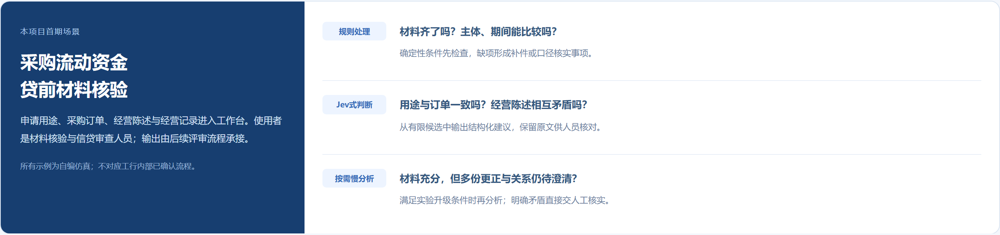 本项目首期场景
采购流动资金
贷前材料核验
申请用途、采购订单、经营陈述与经营记录进入工作台。使用者
是材料核验与信贷审查人员；输出由后续评审流程承接。
所有示例为自编仿真；不对应工行内部已确认流程。
规则处理
材料齐了吗？主体、期间能比较吗？
确定性条件先检查，缺项形成补件或口径核实事项。
Jev式判断
用途与订单一致吗？经营陈述相互矛盾吗？
从有限候选中输出结构化建议，保留原文供人员核对。
按需慢分析
材料充分，但多份更正与关系仍待澄清？
满足实验升级条件时再分析；明确矛盾直接交人工核实。